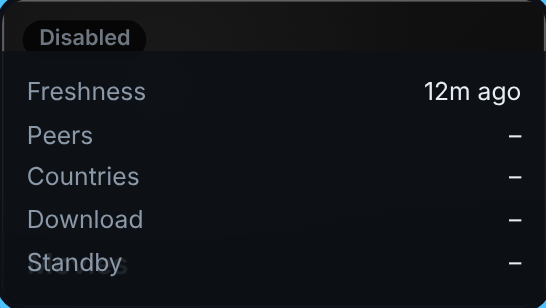 Disabled
Freshness 12m ago
Peers –
Countries –
Download –
Standby –